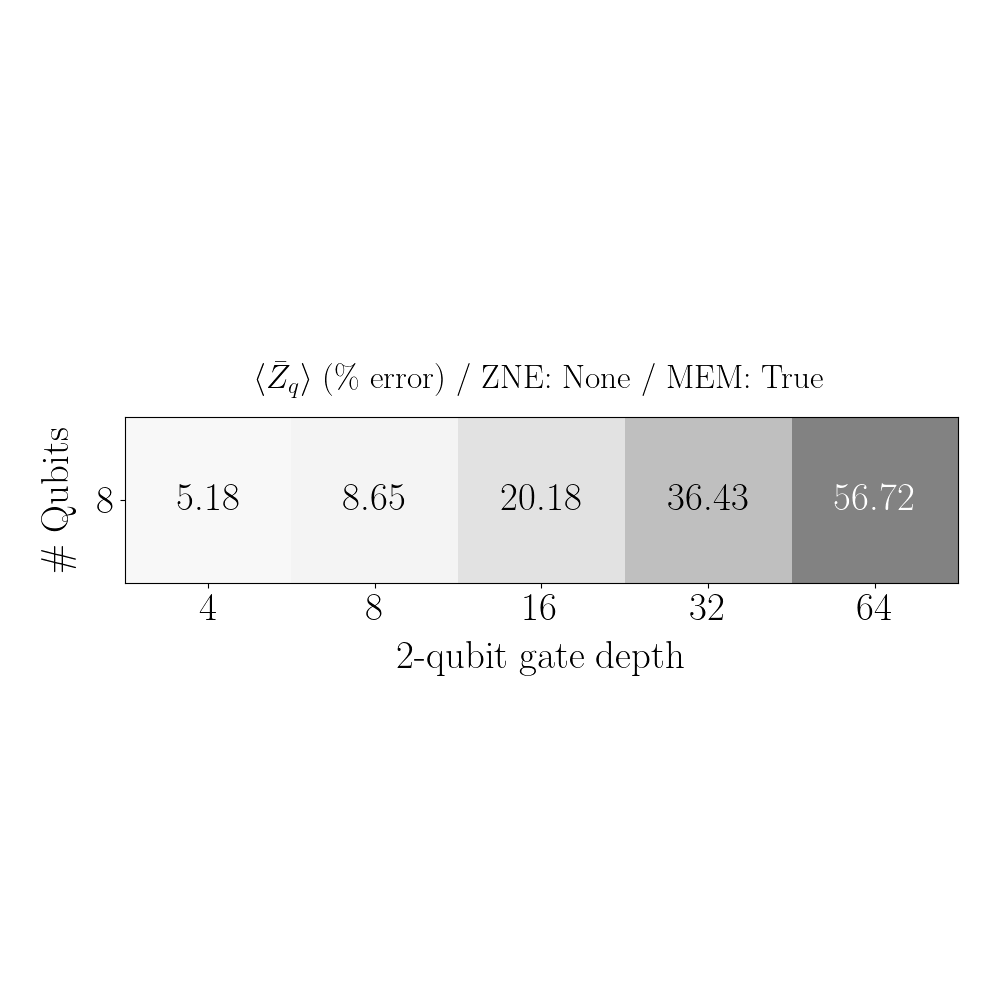 ⟨Z̄_q⟩ (% error) / ZNE: None / MEM: True
# Qubits
8
5.18 8.65 20.18 36.43 56.72
4 8 16 32 64
2-qubit gate depth